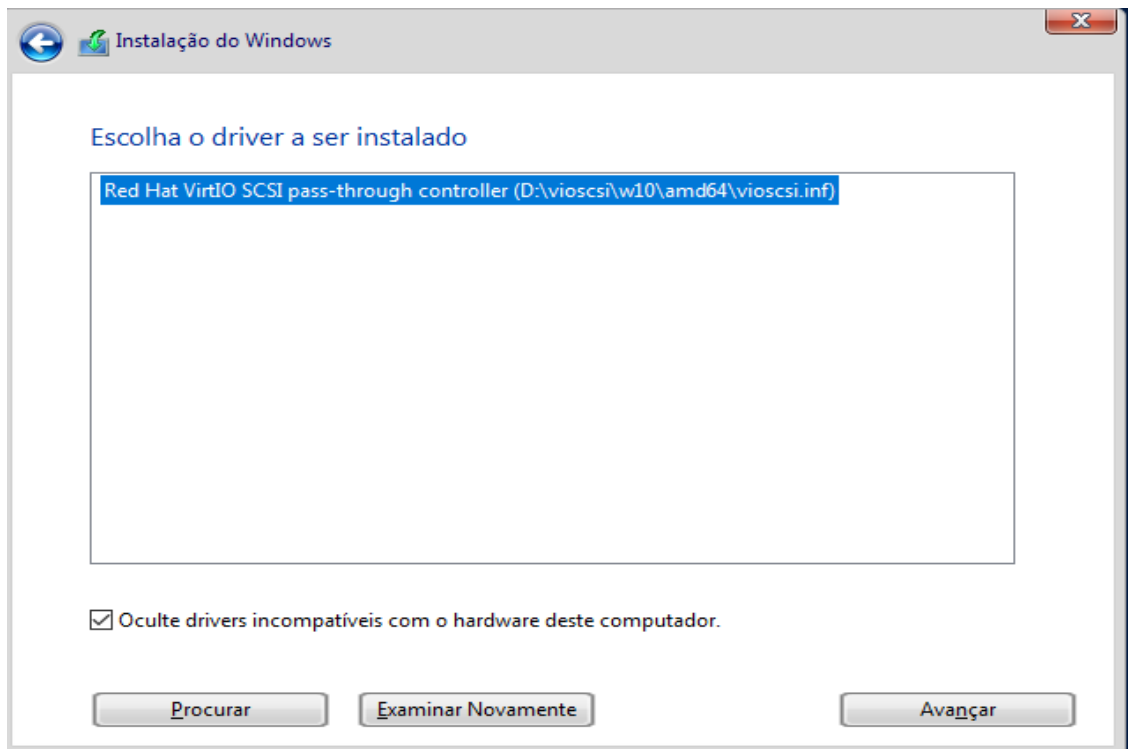 Instalação do Windows
Escolha o driver a ser instalado
Red Hat VirtIO SCSI pass-through controller (D:\vioscsi\w10\amd64\vioscsi.inf)
Oculte drivers incompatíveis com o hardware deste computador.
Procurar
Examinar Novamente
Avançar